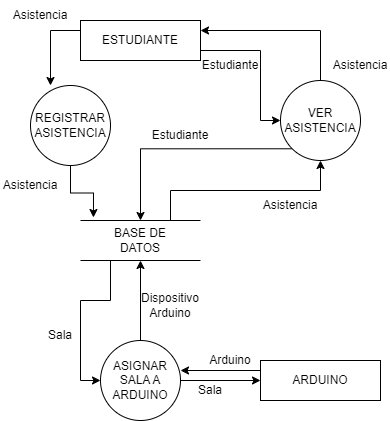 Asistencia
ESTUDIANTE
Estudiante
Asistencia
REGISTRAR
ASISTENCIA
VER
ASISTENCIA
Estudiante
Asistencia
Asistencia
BASE DE
DATOS
Dispositivo
Arduino
Sala
ASIGNAR
SALA A
ARDUINO
Arduino
Sala
ARDUINO